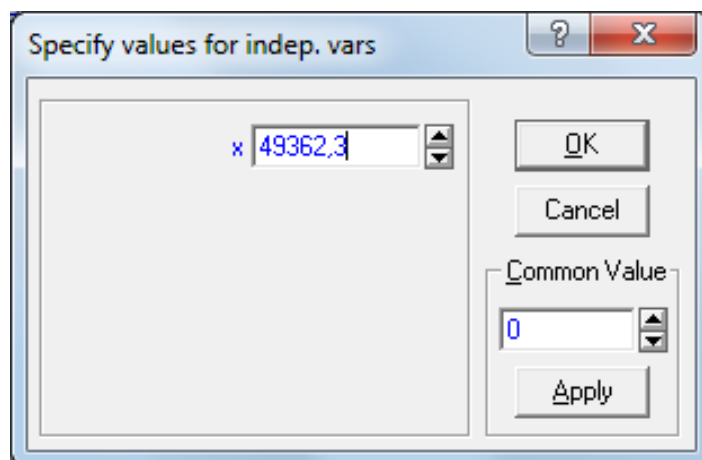 Specify values for indep. vars
? X
x 49362,3
OK
Cancel
Common Value
0
Apply